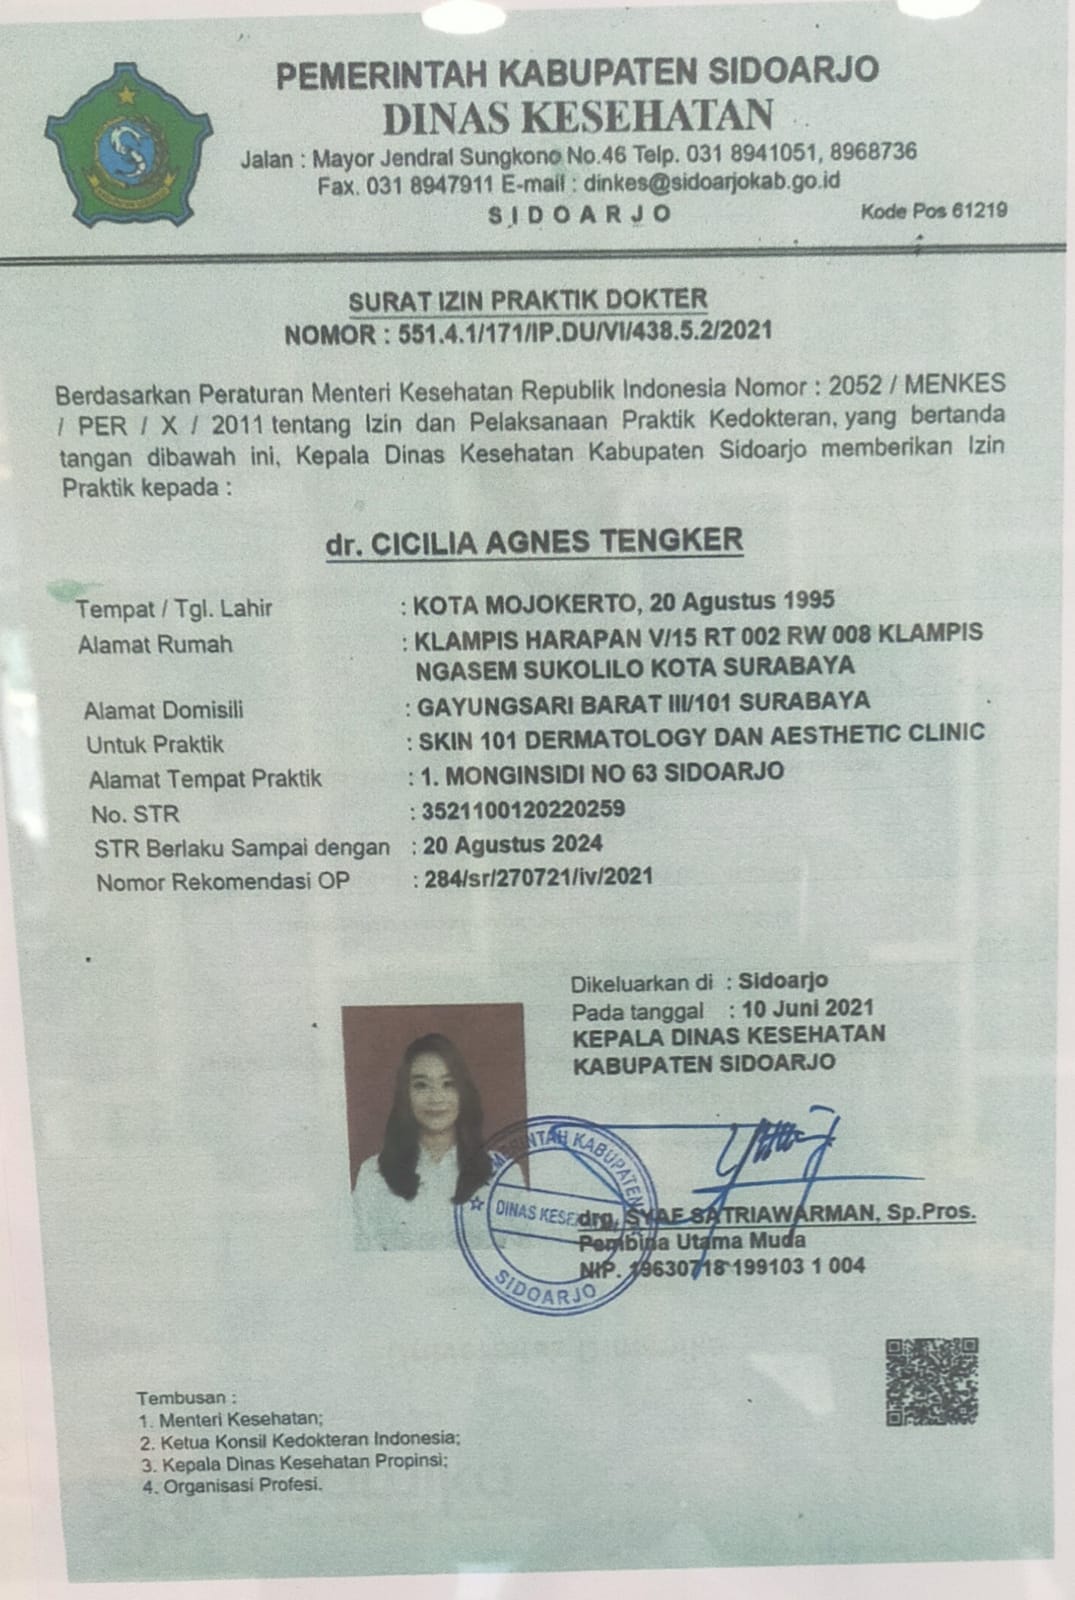 PEMERINTAH KABUPATEN SIDOARJO
DINAS KESEHATAN
Jalan : Mayor Jendral Sungkono No.46 Telp. 031 8941051, 8968736
Fax. 031 8947911 E-mail : dinkes@sidoarjokab.go.id
SIDOARJO
Kode Pos 61219
SURAT IZIN PRAKTIK DOKTER
NOMOR : 551.4.1/171/IP.DU/VI/438.5.2/2021
Berdasarkan Peraturan Menteri Kesehatan Republik Indonesia Nomor : 2052 / MENKES
/ PER / X / 2011 tentang Izin dan Pelaksanaan Praktik Kedokteran, yang bertanda
tangan dibawah ini, Kepala Dinas Kesehatan Kabupaten Sidoarjo memberikan Izin
Praktik kepada :
dr. CICILIA AGNES TENGKER
Tempat / Tgl. Lahir : KOTA MOJOKERTO, 20 Agustus 1995
Alamat Rumah : KLAMPIS HARAPAN V/15 RT 002 RW 008 KLAMPIS
NGASEM SUKOLILO KOTA SURABAYA
Alamat Domisili : GAYUNGSARI BARAT III/101 SURABAYA
Untuk Praktik : SKIN 101 DERMATOLOGY DAN AESTHETIC CLINIC
Alamat Tempat Praktik : 1. MONGINSIDI NO 63 SIDOARJO
No. STR : 3521100120220259
STR Berlaku Sampai dengan : 20 Agustus 2024
Nomor Rekomendasi OP : 284/sr/270721/iv/2021
Dikeluarkan di : Sidoarjo
Pada tanggal : 10 Juni 2021
KEPALA DINAS KESEHATAN
KABUPATEN SIDOARJO
drg. SYAF SATRIAWARMAN, Sp.Pros.
Pembina Utama Muda
NIP. 19630718 199103 1 004
KABUPATEN
DINAS
SIDOARJO
Tembusan :
1. Menteri Kesehatan;
2. Ketua Konsil Kedokteran Indonesia;
3. Kepala Dinas Kesehatan Propinsi;
4. Organisasi Profesi.